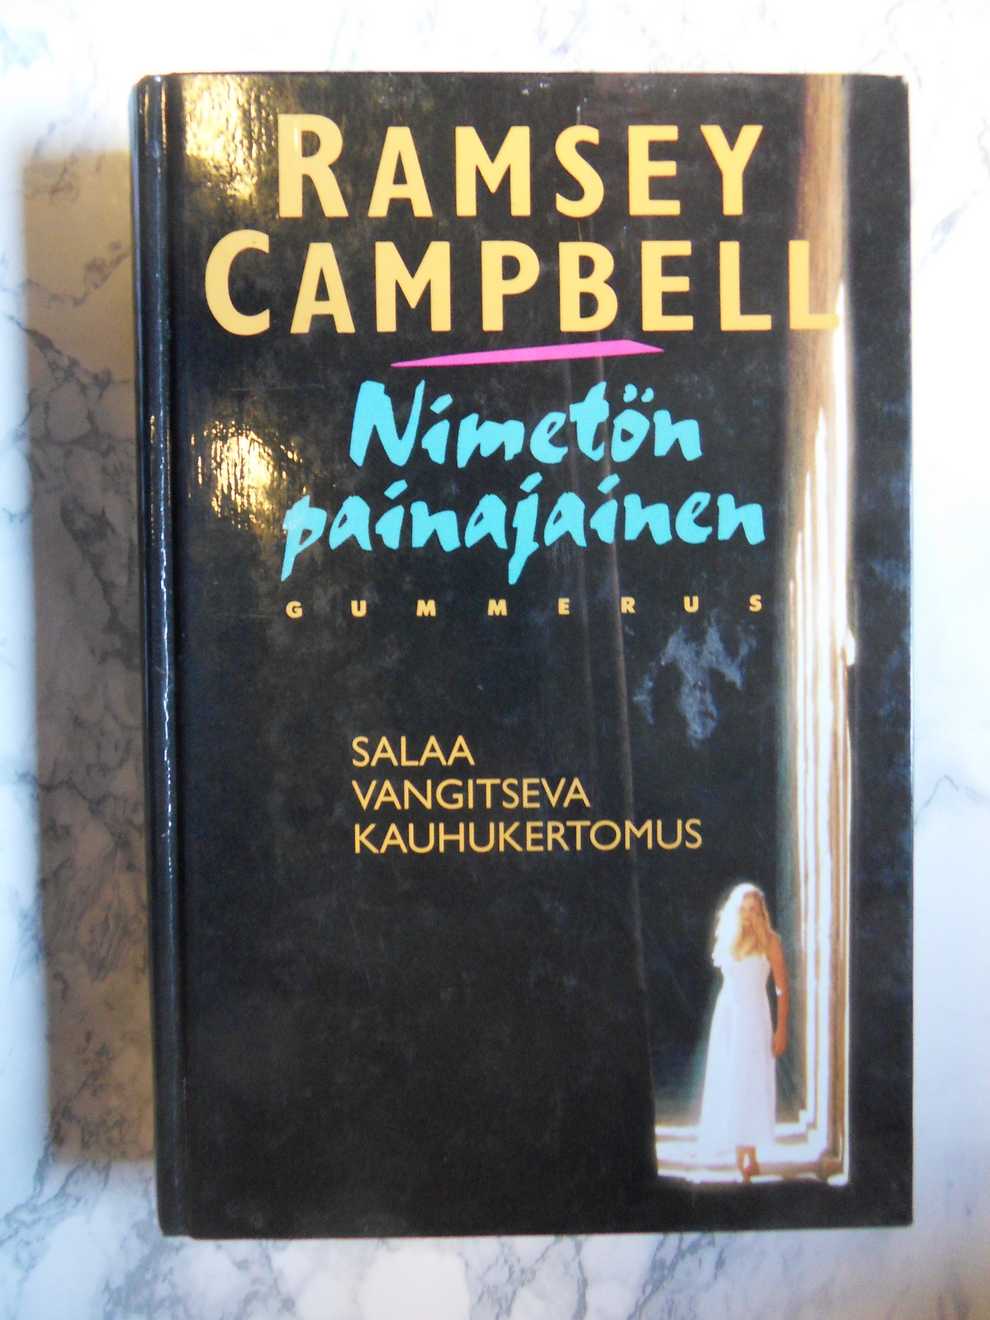 RAMSEY
CAMPBELL
Nimetön
painajainen
GUMMERUS
SALAA
VANGITSEVA
KAUHUKERTOMUS